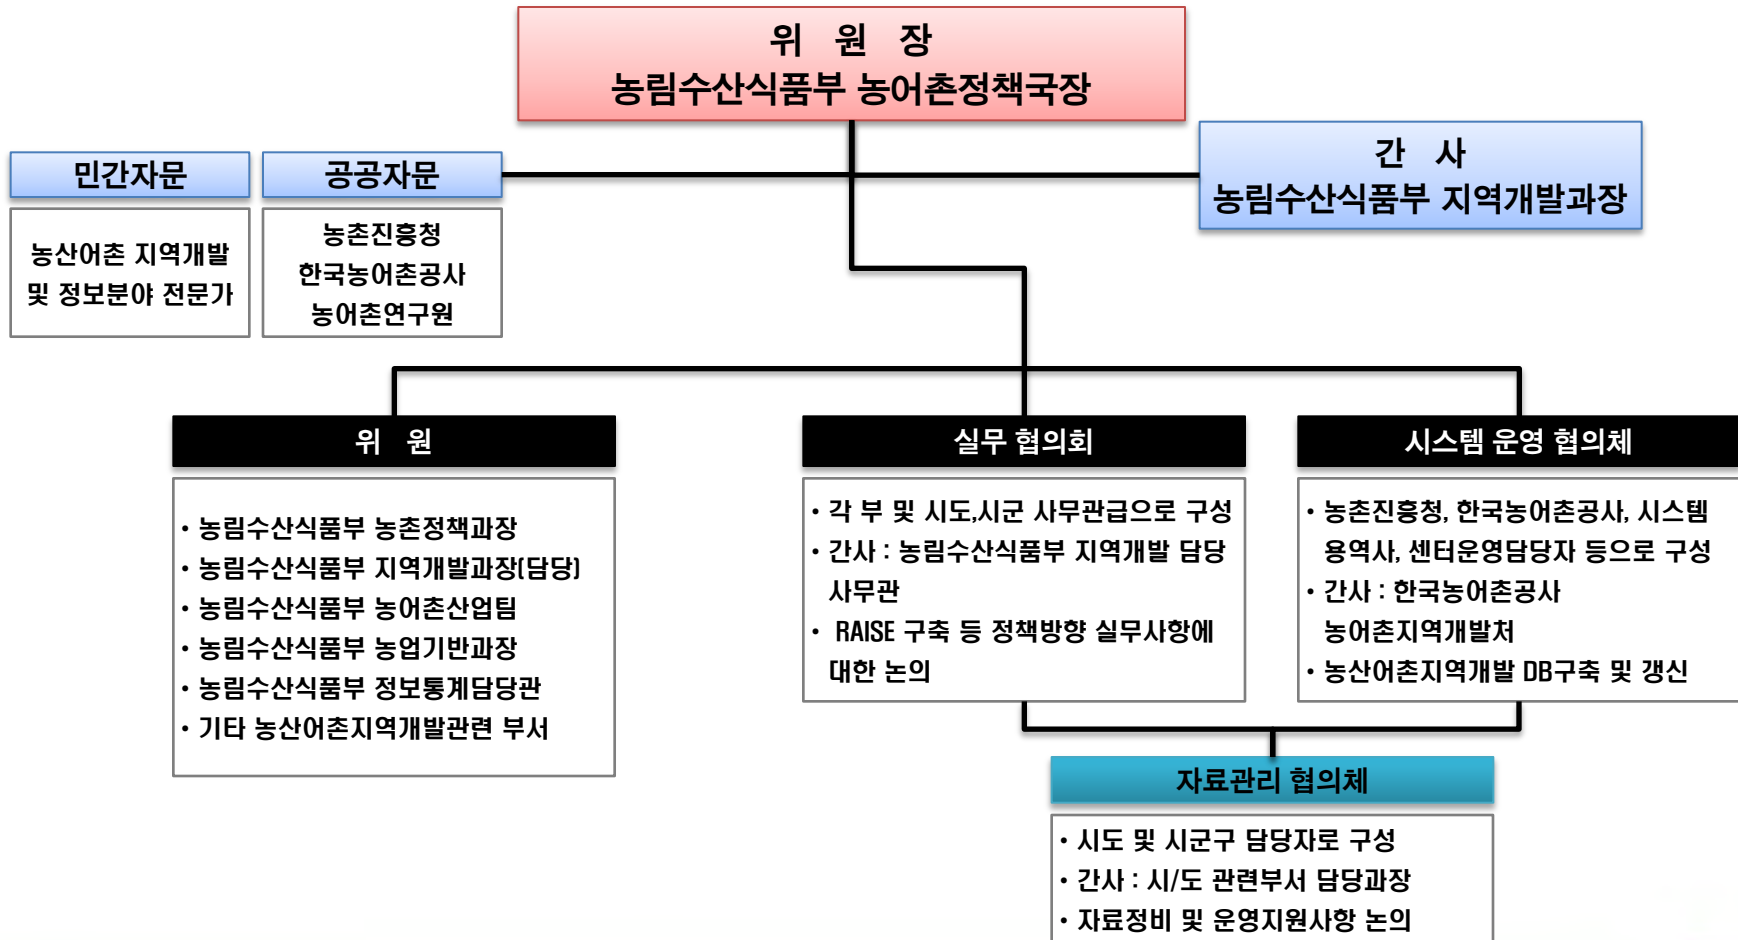 위 원 장
농림수산식품부 농어촌정책국장
간 사
농림수산식품부 지역개발과장
민간자문
농산어촌 지역개발
및 정보분야 전문가
공공자문
농촌진흥청
한국농어촌공사
농어촌연구원
위 원
• 농림수산식품부 농촌정책과장
• 농림수산식품부 지역개발과장(담당)
• 농림수산식품부 농어촌산업팀
• 농림수산식품부 농업기반과장
• 농림수산식품부 정보통계담당관
• 기타 농산어촌지역개발관련 부서
실무 협의회
• 각 부 및 시도,시군 사무관급으로 구성
• 간사 : 농림수산식품부 지역개발 담당
사무관
• RAISE 구축 등 정책방향 실무사항에
대한 논의
시스템 운영 협의체
• 농촌진흥청, 한국농어촌공사, 시스템
용역사, 센터운영담당자 등으로 구성
• 간사 : 한국농어촌공사
농어촌지역개발처
• 농산어촌지역개발 DB구축 및 갱신
자료관리 협의체
• 시도 및 시군구 담당자로 구성
• 간사 : 시/도 관련부서 담당과장
• 자료정비 및 운영지원사항 논의